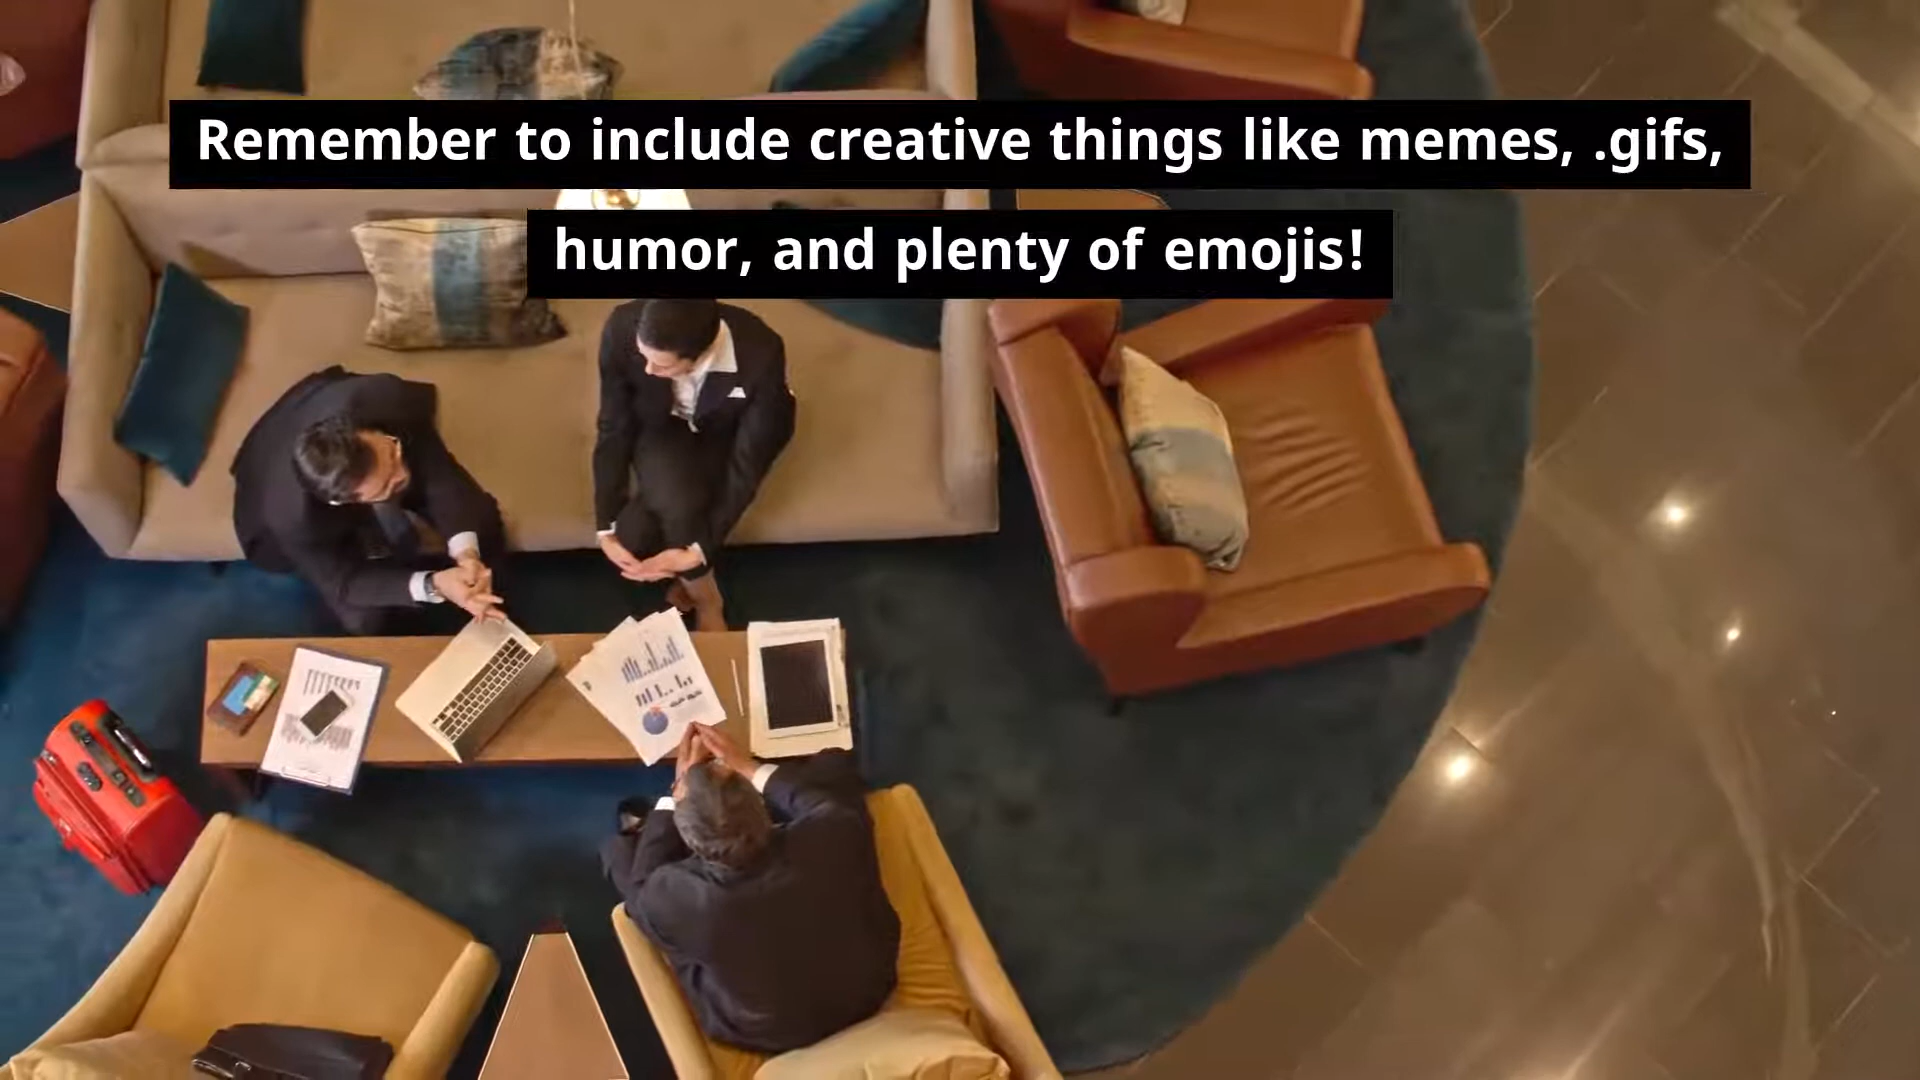 Remember to include creative things like memes, .gifs,
humor, and plenty of emojis!